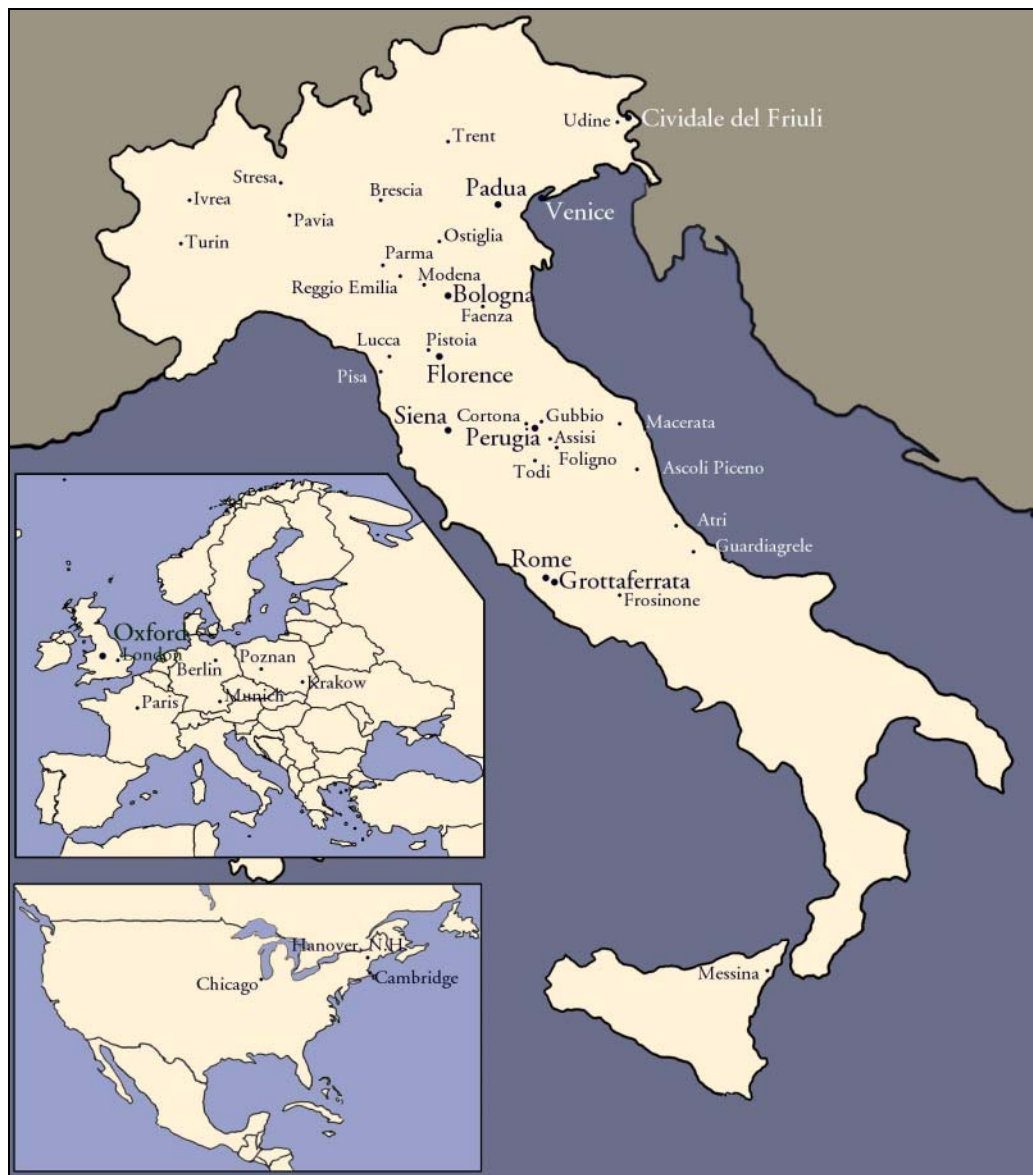 Udine
Cividale del Friuli
Trent
Stresa
Brescia
Padua
Ivrea
Venice
Pavia
Turin
Ostiglia
Parma
Modena
Reggio Emilia
Bologna
Faenza
Lucca
Pistoia
Pisa
Florence
Siena
Cortona
Gubbio
Macerata
Perugia
Assisi
Foligno
Todi
Ascoli Piceno
Atri
Guardiagrele
Rome
Grottaferrata
Frosinone
Oxford
London
Berlin
Poznan
Krakow
Paris
Munich
Hanover, N.H.
Chicago
Cambridge
Messina